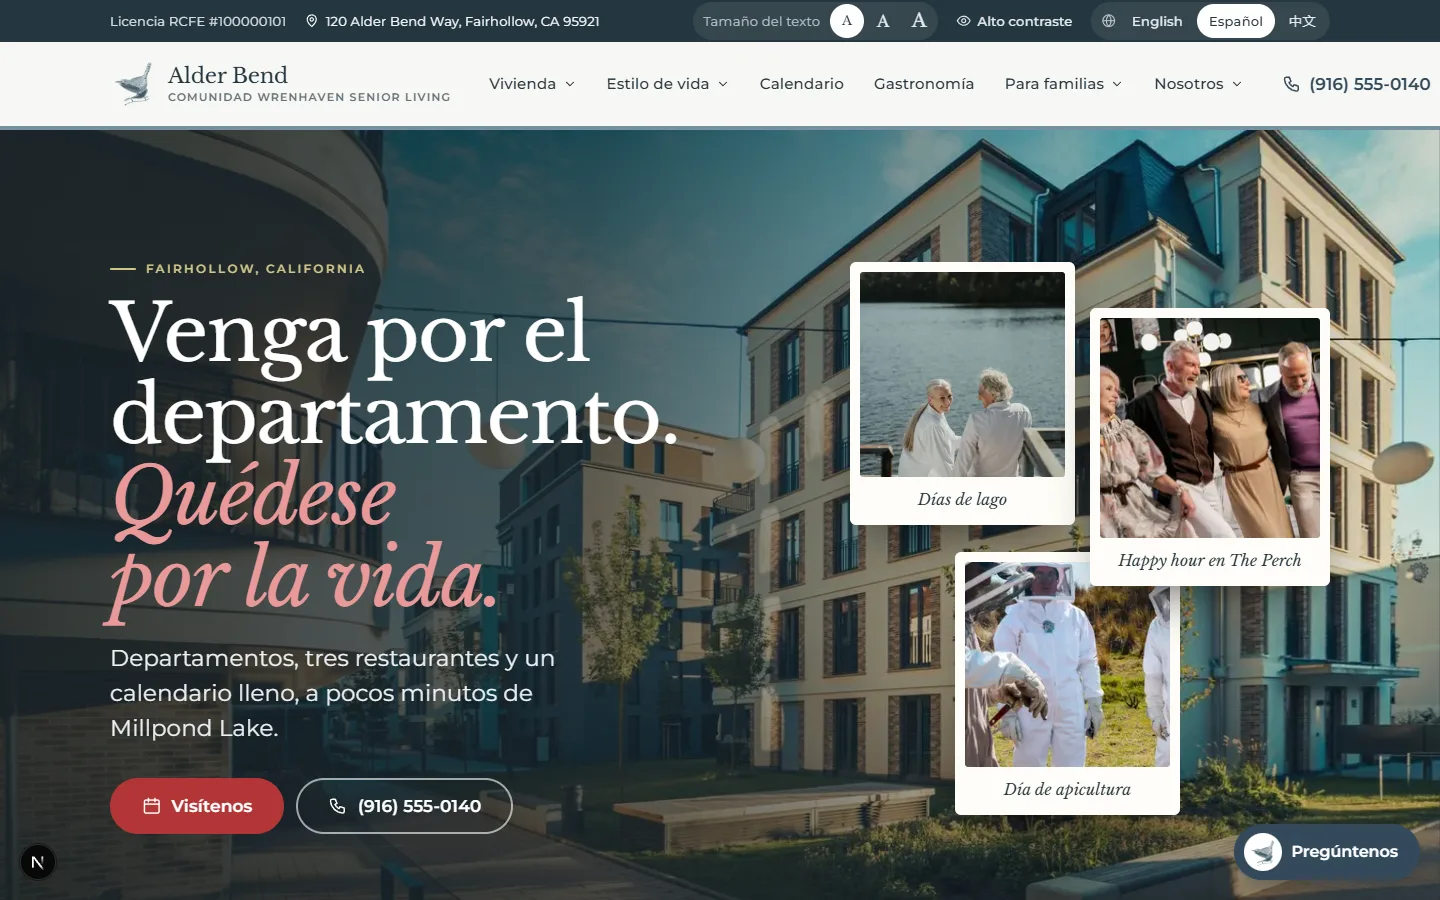 Licencia RCFE #100000101
120 Alder Bend Way, Fairhollow, CA 95921
Tamaño del texto A A A
Alto contraste
English Español 中文
Alder Bend
COMUNIDAD WRENHAVEN SENIOR LIVING
Vivienda Estilo de vida Calendario Gastronomía Para familias Nosotros
(916) 555-0140
FAIRHOLLOW, CALIFORNIA
Venga por el
departamento.
Quédese
por la vida.
Departamentos, tres restaurantes y un
calendario lleno, a pocos minutos de
Millpond Lake.
Visítenos
(916) 555-0140
Días de lago
Happy hour en The Perch
Día de apicultura
N
Pregúntenos